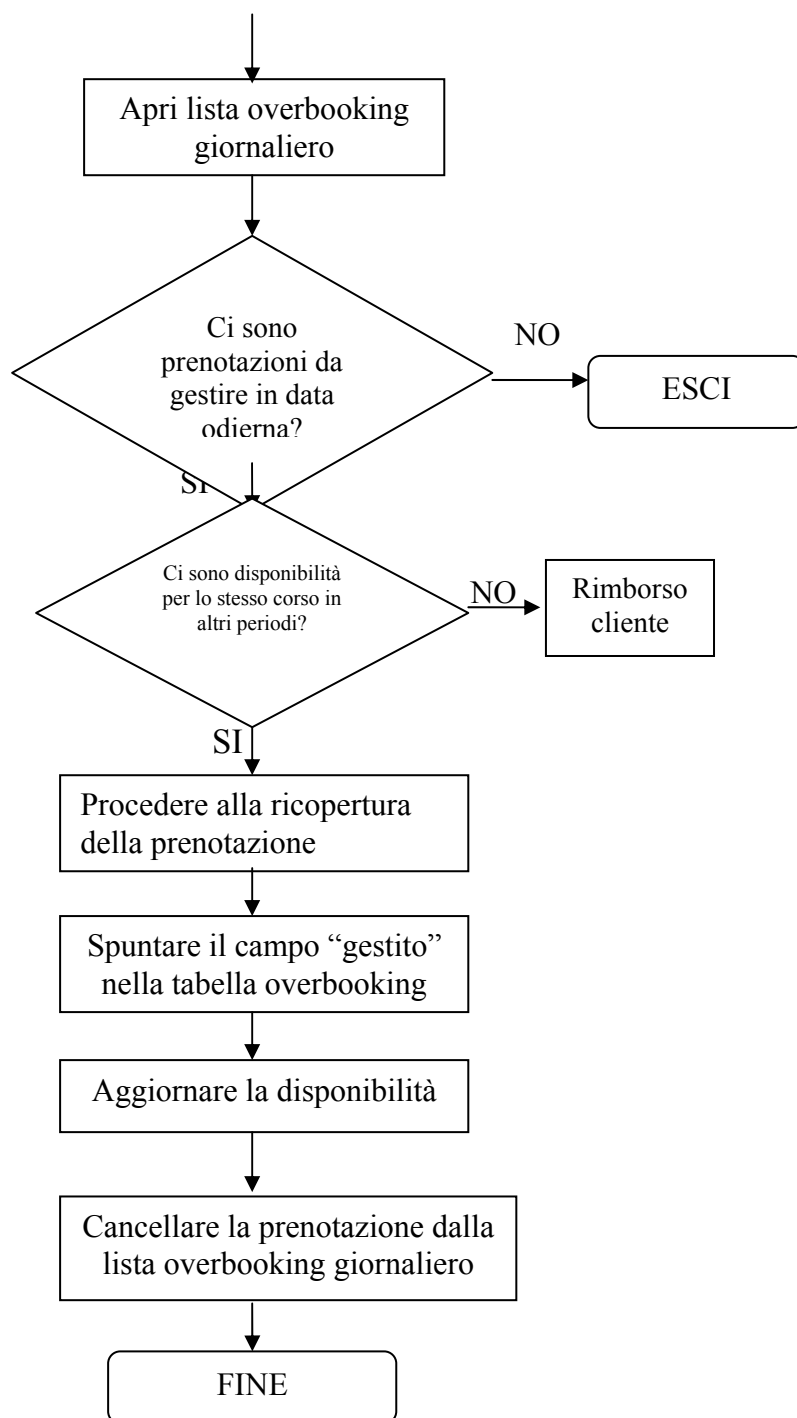 Apri lista overbooking
giornaliero
Ci sono
prenotazioni da
gestire in data
odierna?
NO
ESCI
SI
Ci sono disponibilità
per lo stesso corso in
altri periodi?
NO
Rimborso
cliente
SI
Procedere alla ricopertura
della prenotazione
Spuntare il campo “gestito”
nella tabella overbooking
Aggiornare la disponibilità
Cancellare la prenotazione dalla
lista overbooking giornaliero
FINE